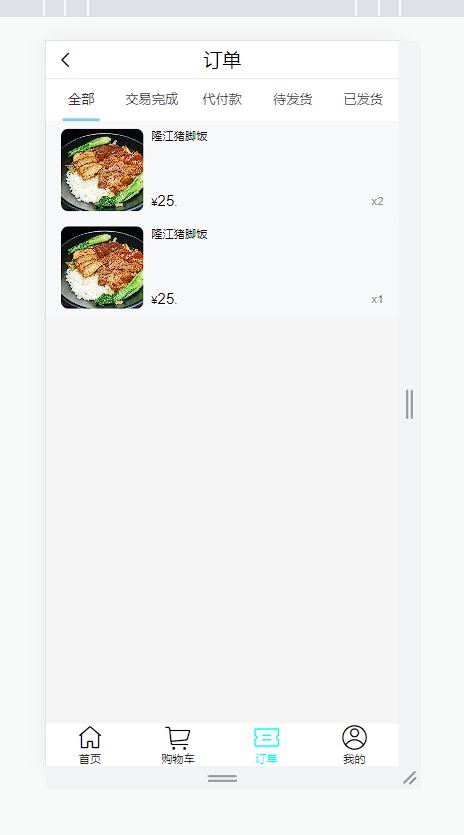 订单
全部 交易完成 代付款 待发货 已发货
隆江猪脚饭
¥25. x2
隆江猪脚饭
¥25. x1
首页 购物车 订单 我的